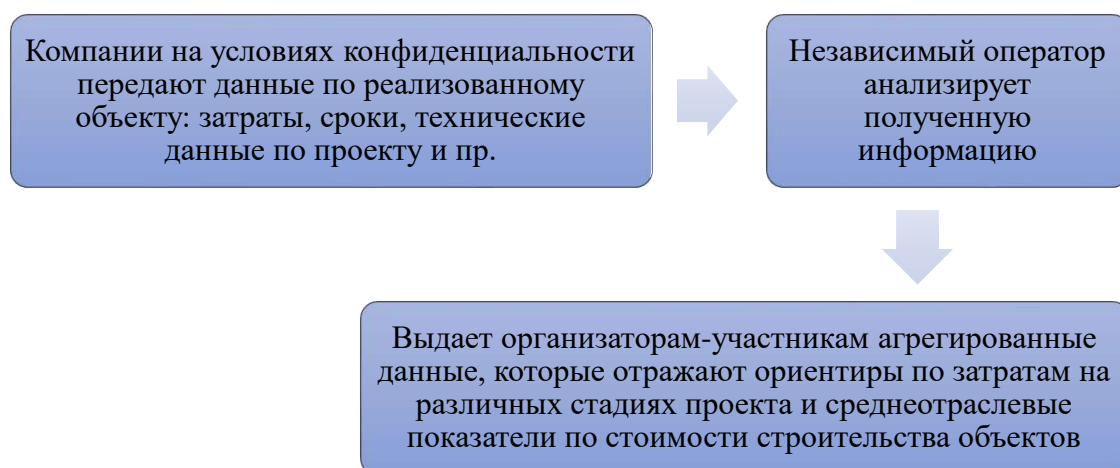 Компании на условиях конфиденциальности
передают данные по реализованному
объекту: затраты, сроки, технические
данные по проекту и пр.
Независимый оператор
анализирует
полученную
информацию
Выдает организаторам-участникам агрегированные
данные, которые отражают ориентиры по затратам на
различных стадиях проекта и среднеотраслевые
показатели по стоимости строительства объектов